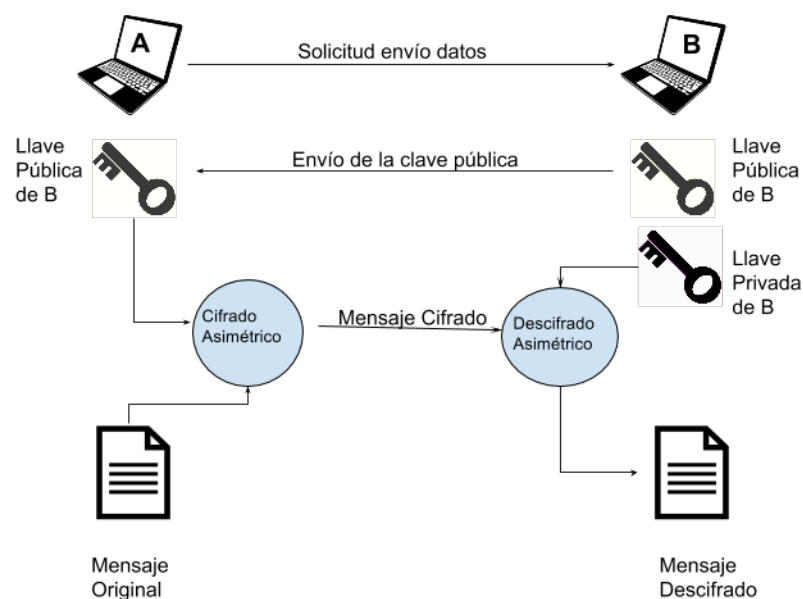 A
B
Solicitud envío datos
Llave
Pública
de B
Envío de la clave pública
Llave
Pública
de B
Llave
Privada
de B
Cifrado
Asimétrico
Mensaje Cifrado
Descifrado
Asimétrico
Mensaje
Original
Mensaje
Descifrado